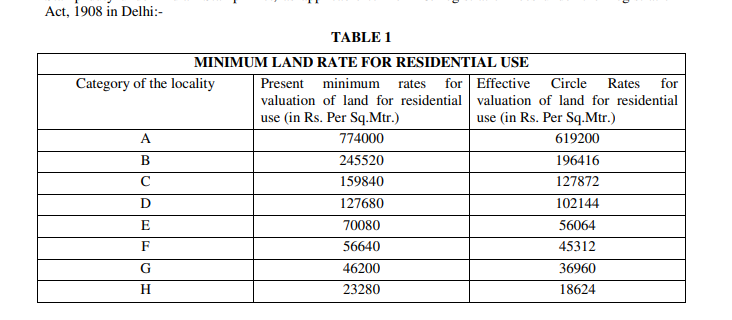 Act, 1908 in Delhi:-
TABLE 1
MINIMUM LAND RATE FOR RESIDENTIAL USE
Category of the locality Present minimum rates for Effective Circle Rates for
valuation of land for residential valuation of land for residential
use (in Rs. Per Sq.Mtr.) use (in Rs. Per Sq.Mtr.)
A 774000 619200
B 245520 196416
C 159840 127872
D 127680 102144
E 70080 56064
F 56640 45312
G 46200 36960
H 23280 18624